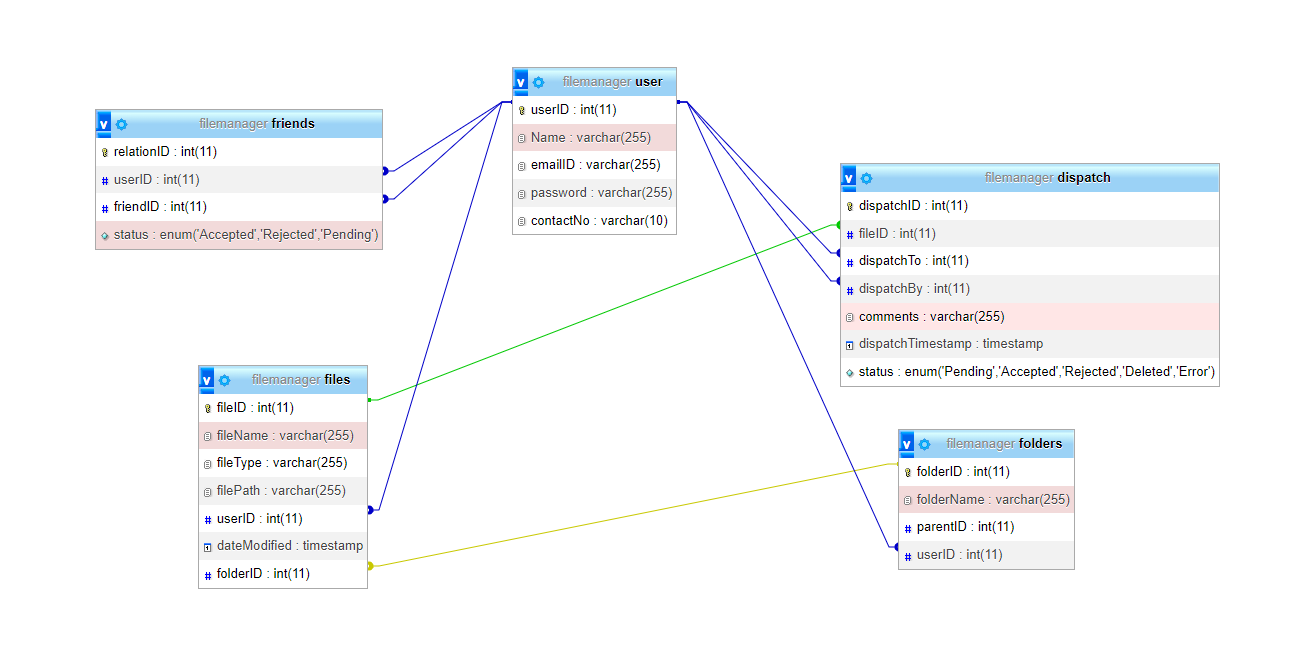 filemanager user
userID : int(11)
Name : varchar(255)
emailID : varchar(255)
password : varchar(255)
contactNo : varchar(10)
filemanager friends
relationID : int(11)
userID : int(11)
friendID : int(11)
status : enum('Accepted','Rejected','Pending')
filemanager dispatch
dispatchID : int(11)
fileID : int(11)
dispatchTo : int(11)
dispatchBy : int(11)
comments : varchar(255)
dispatchTimestamp : timestamp
status : enum('Pending','Accepted','Rejected','Deleted','Error')
filemanager files
fileID : int(11)
fileName : varchar(255)
fileType : varchar(255)
filePath : varchar(255)
userID : int(11)
dateModified : timestamp
folderID : int(11)
filemanager folders
folderID : int(11)
folderName : varchar(255)
parentID : int(11)
userID : int(11)